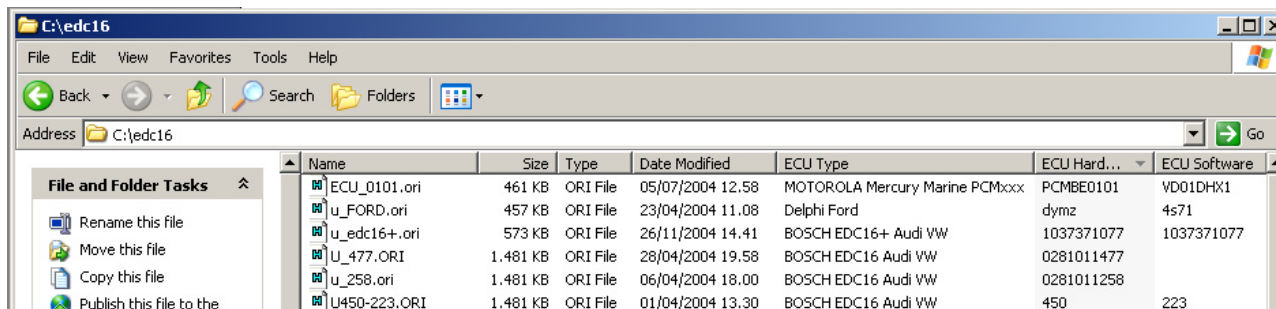 C:\edc16
File Edit View Favorites Tools Help
Back Search Folders
Address C:\edc16 Go
File and Folder Tasks
Rename this file
Move this file
Copy this file
Publish this file to the
Name Size Type Date Modified ECU Type ECU Hard... ECU Software
ECU_0101.ori 461 KB ORI File 05/07/2004 12.58 MOTOROLA Mercury Marine PCMxxx PCMBE0101 VD01DHX1
u_FORD.ori 457 KB ORI File 23/04/2004 11.08 Delphi Ford dymz 4s71
u_edc16+.ori 573 KB ORI File 26/11/2004 14.41 BOSCH EDC16+ Audi VW 1037371077 1037371077
U_477.ORI 1.481 KB ORI File 28/04/2004 19.58 BOSCH EDC16 Audi VW 0281011477
u_258.ori 1.481 KB ORI File 06/04/2004 18.00 BOSCH EDC16 Audi VW 0281011258
U450-223.ORI 1.481 KB ORI File 01/04/2004 13.30 BOSCH EDC16 Audi VW 450 223